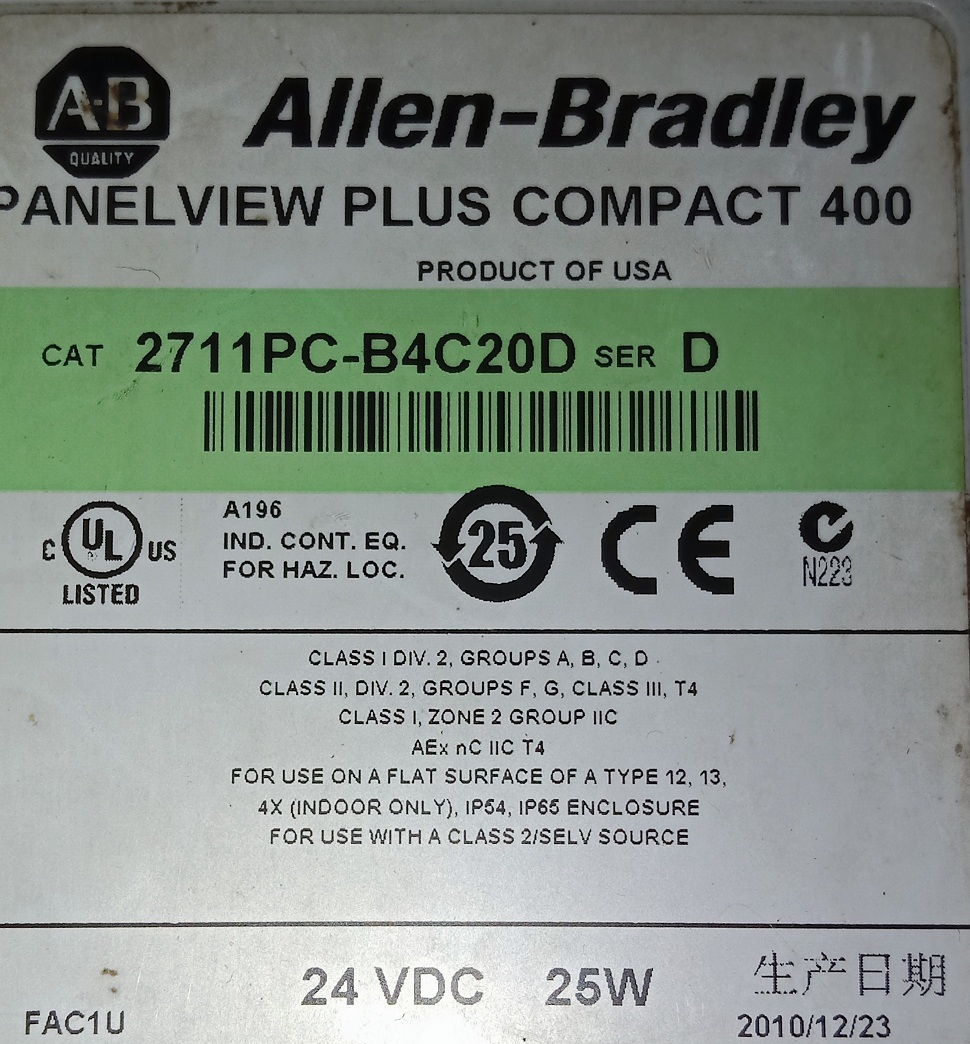 A-B
QUALITY
Allen-Bradley
PANELVIEW PLUS COMPACT 400
PRODUCT OF USA
CAT 2711PC-B4C20D SER D
C UL US
LISTED
A196
IND. CONT. EQ.
FOR HAZ. LOC.
25
CE
N223
CLASS I DIV. 2, GROUPS A, B, C, D
CLASS II, DIV. 2, GROUPS F, G, CLASS III, T4
CLASS I, ZONE 2 GROUP IIC
AEx nC IIC T4
FOR USE ON A FLAT SURFACE OF A TYPE 12, 13,
4X (INDOOR ONLY), IP54, IP65 ENCLOSURE
FOR USE WITH A CLASS 2/SELV SOURCE
24 VDC 25W
生产日期
FAC1U
2010/12/23